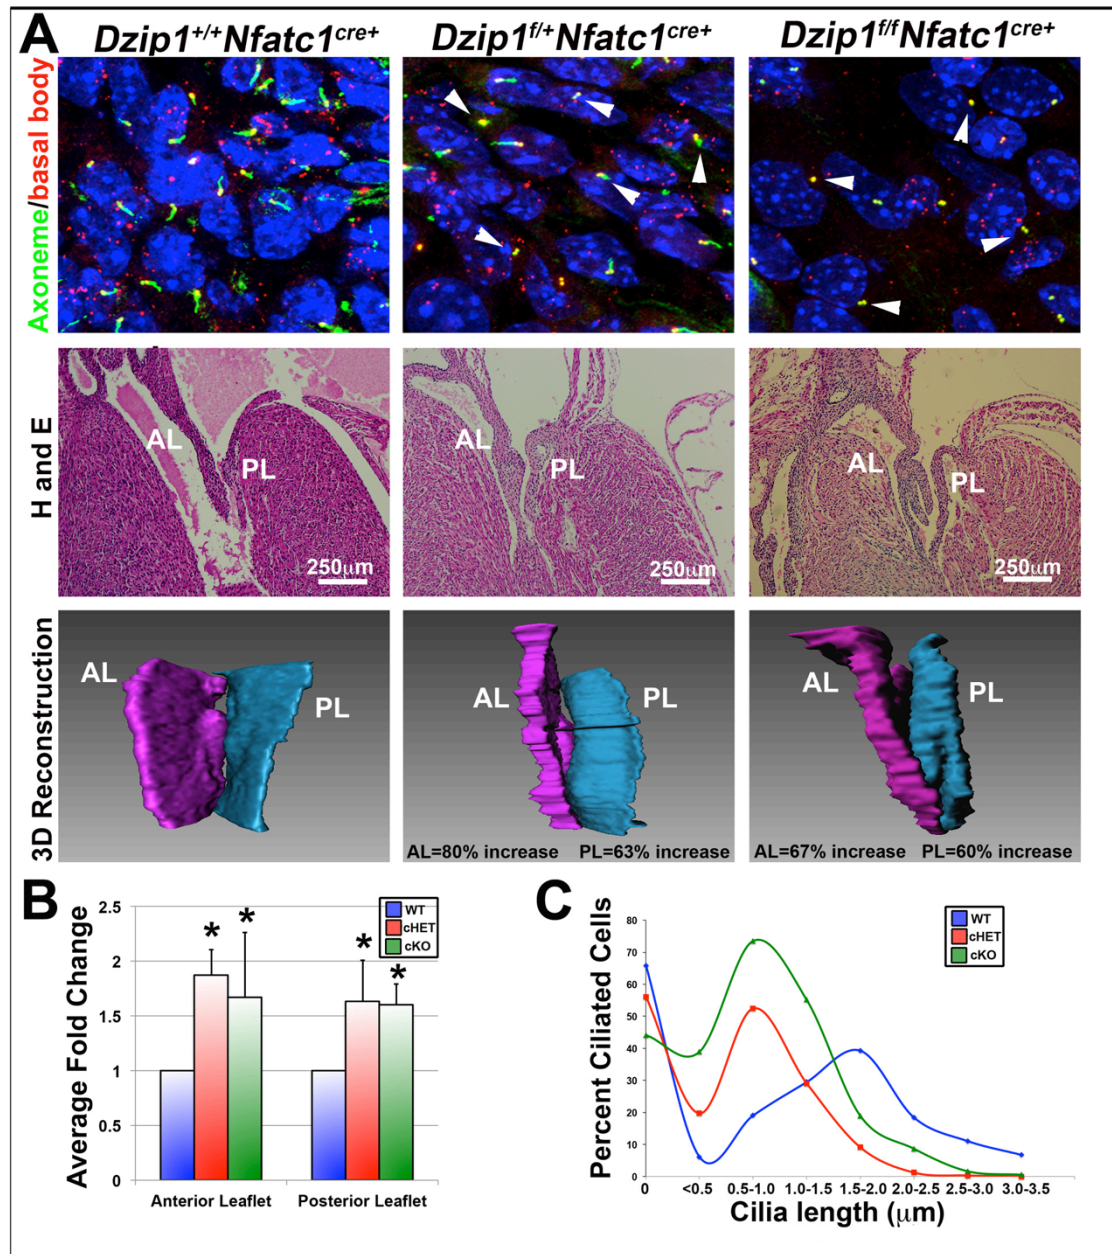 A
Dzip1+/+Nfatc1cre+
Dzip1f/+Nfatc1cre+
Dzip1f/fNfatc1cre+
Axoneme/basal body
H and E
AL
PL
250μm
AL
PL
250μm
AL
PL
250μm
3D Reconstruction
AL
PL
AL
PL
AL=80% increase
PL=63% increase
AL
PL
AL=67% increase
PL=60% increase
B
Average Fold Change
2.5
2
1.5
1
0.5
0
* *
* *
WT
cHET
cKO
Anterior Leaflet
Posterior Leaflet
C
Percent Ciliated Cells
80
70
60
50
40
30
20
10
0
WT
cHET
cKO
0 <0.5 0.5-1.0 1.0-1.5 1.5-2.0 2.0-2.5 2.5-3.0 3.0-3.5
Cilia length (μm)